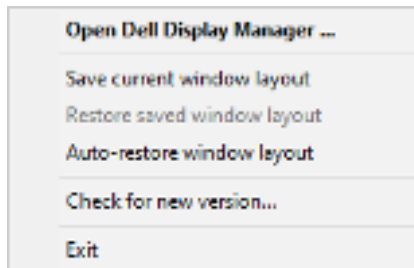 Open Dell Display Manager ...
Save current window layout
Restore saved window layout
Auto-restore window layout
Check for new version...
Exit